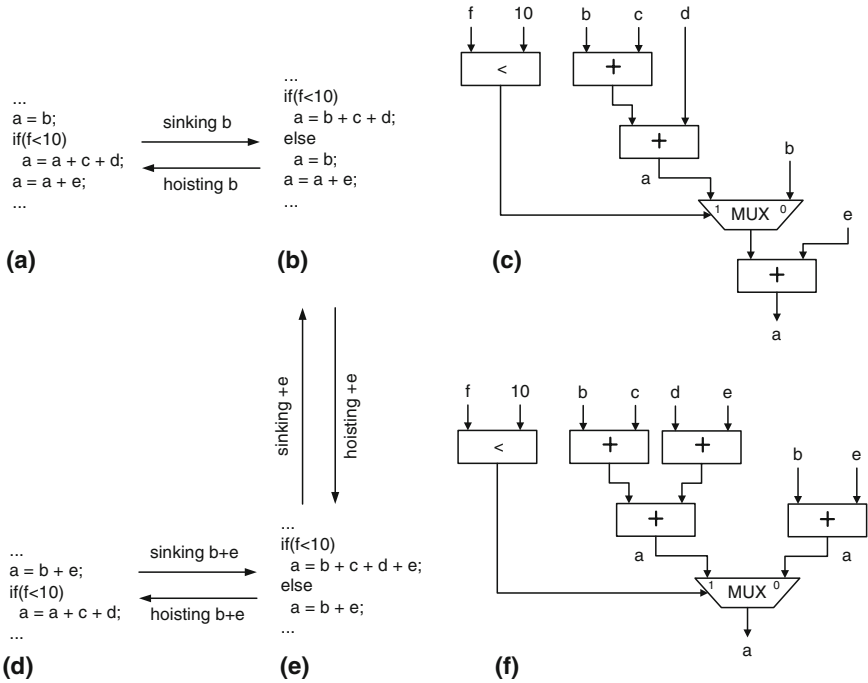 ...
a = b;
if(f<10)
a = a + c + d;
a = a + e;
...
(a)
sinking b
hoisting b
...
if(f<10)
a = b + c + d;
else
a = b;
a = a + e;
...
(b)
f 10 b c d
< +
+
a b
1 MUX 0
e
+
a
(c)
sinking +e
hoisting +e
...
a = b + e;
if(f<10)
a = a + c + d;
...
(d)
sinking b+e
hoisting b+e
...
if(f<10)
a = b + c + d + e;
else
a = b + e;
...
(e)
f 10 b c d e
< + +
b e
+ +
a a
1 MUX 0
a
(f)